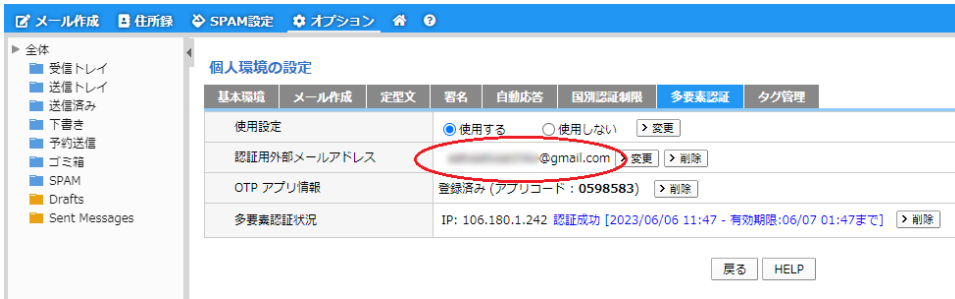 メール作成 住所録 SPAM設定 オプション
全体
受信トレイ
送信トレイ
送信済み
下書き
予約送信
ゴミ箱
SPAM
Drafts
Sent Messages
個人環境の設定
基本環境 メール作成 定型文 署名 自動応答 国別認証制限 多要素認証 タグ管理
使用設定 使用する 使用しない > 変更
認証用外部メールアドレス @gmail.com > 変更 > 削除
OTP アプリ情報 登録済み (アプリコード : 0598583) > 削除
多要素認証状況 IP: 106.180.1.242 認証成功 [2023/06/06 11:47 - 有効期限:06/07 01:47まで] > 削除
戻る HELP